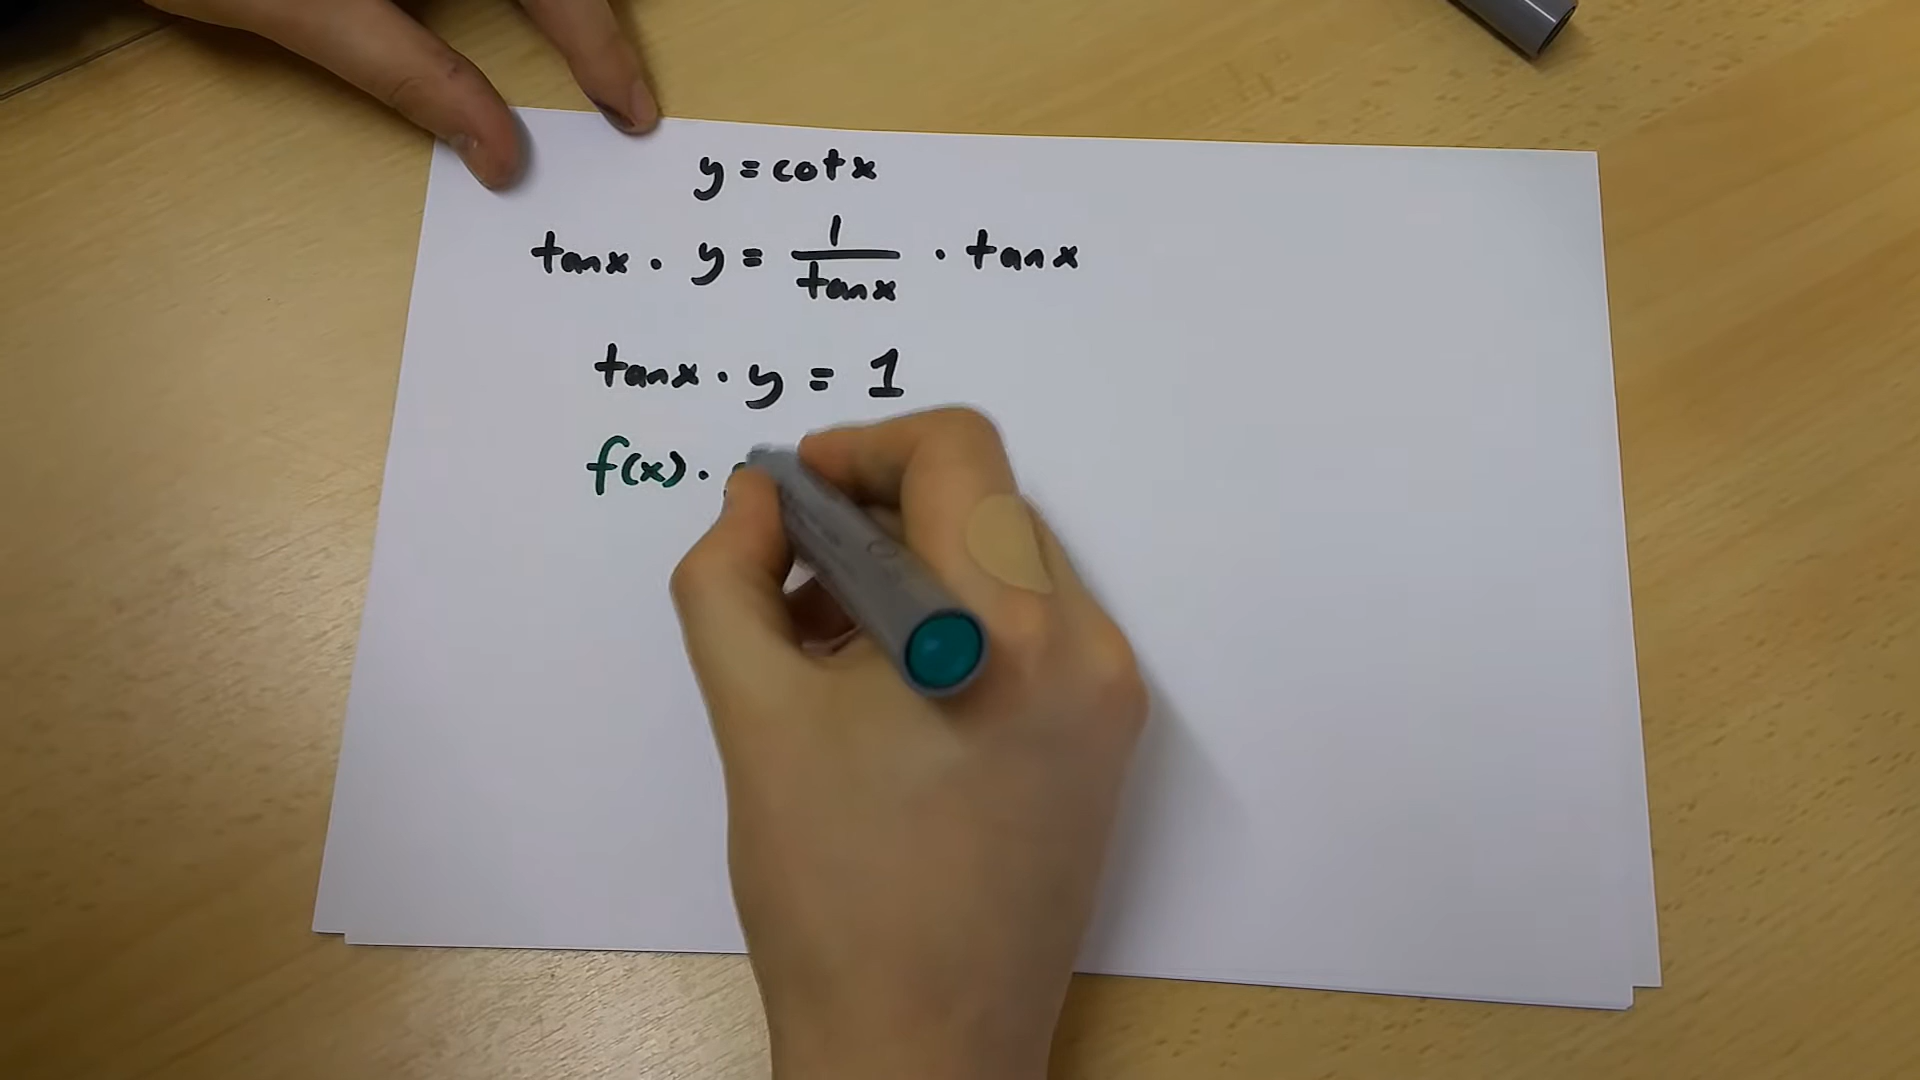 y = cot x
tan x · y = 1/tan x · tan x
tan x · y = 1
f(x) ·